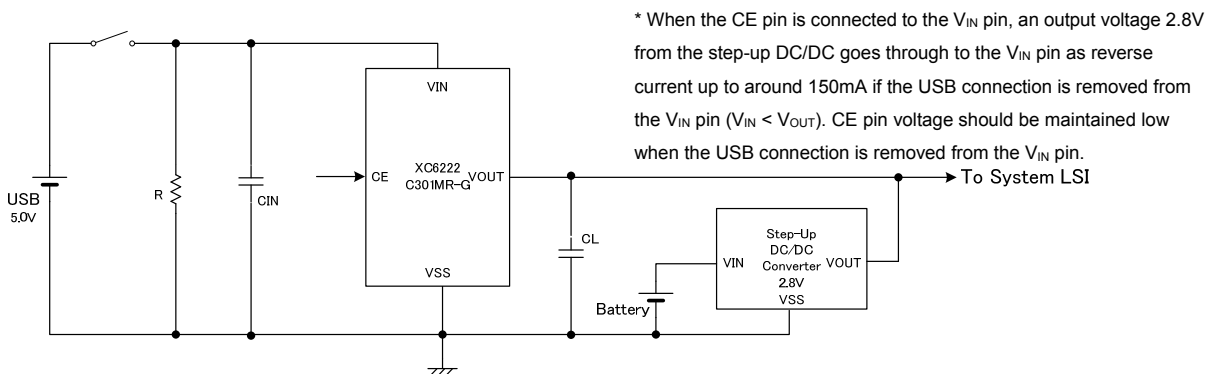 * When the CE pin is connected to the VIN pin, an output voltage 2.8V
from the step-up DC/DC goes through to the VIN pin as reverse
current up to around 150mA if the USB connection is removed from
the VIN pin (VIN < VOUT). CE pin voltage should be maintained low
when the USB connection is removed from the VIN pin.
To System LSI
USB
5.0V
R
CIN
VIN
CE
XC6222
C301MR-G
VOUT
VSS
CL
Battery
Step-Up
DC/DC
Converter
2.8V
VIN
VOUT
VSS